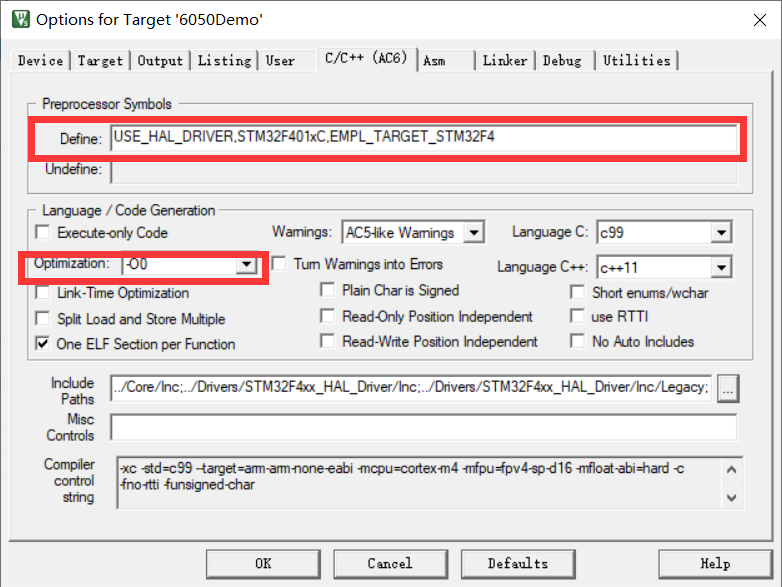 Options for Target '6050Demo'
Device Target Output Listing User C/C++ (AC6) Asm Linker Debug Utilities
Preprocessor Symbols
Define: USE_HAL_DRIVER,STM32F401xC,EMPL_TARGET_STM32F4
Undefine:
Language / Code Generation
Execute-only Code Warnings: AC5-like Warnings Language C: c99
Optimization: -O0 Turn Warnings into Errors Language C++: c++11
Link-Time Optimization Plain Char is Signed Short enums/wchar
Split Load and Store Multiple Read-Only Position Independent use RTTI
One ELF Section per Function Read-Write Position Independent No Auto Includes
Include Paths ../Core/Inc;../Drivers/STM32F4xx_HAL_Driver/Inc;../Drivers/STM32F4xx_HAL_Driver/Inc/Legacy; ...
Misc Controls
Compiler control string -xc -std=c99 --target=arm-arm-none-eabi -mcpu=cortex-m4 -mfpu=fpv4-sp-d16 -mfloat-abi=hard -c
-fno-rtti -funsigned-char
OK Cancel Defaults Help